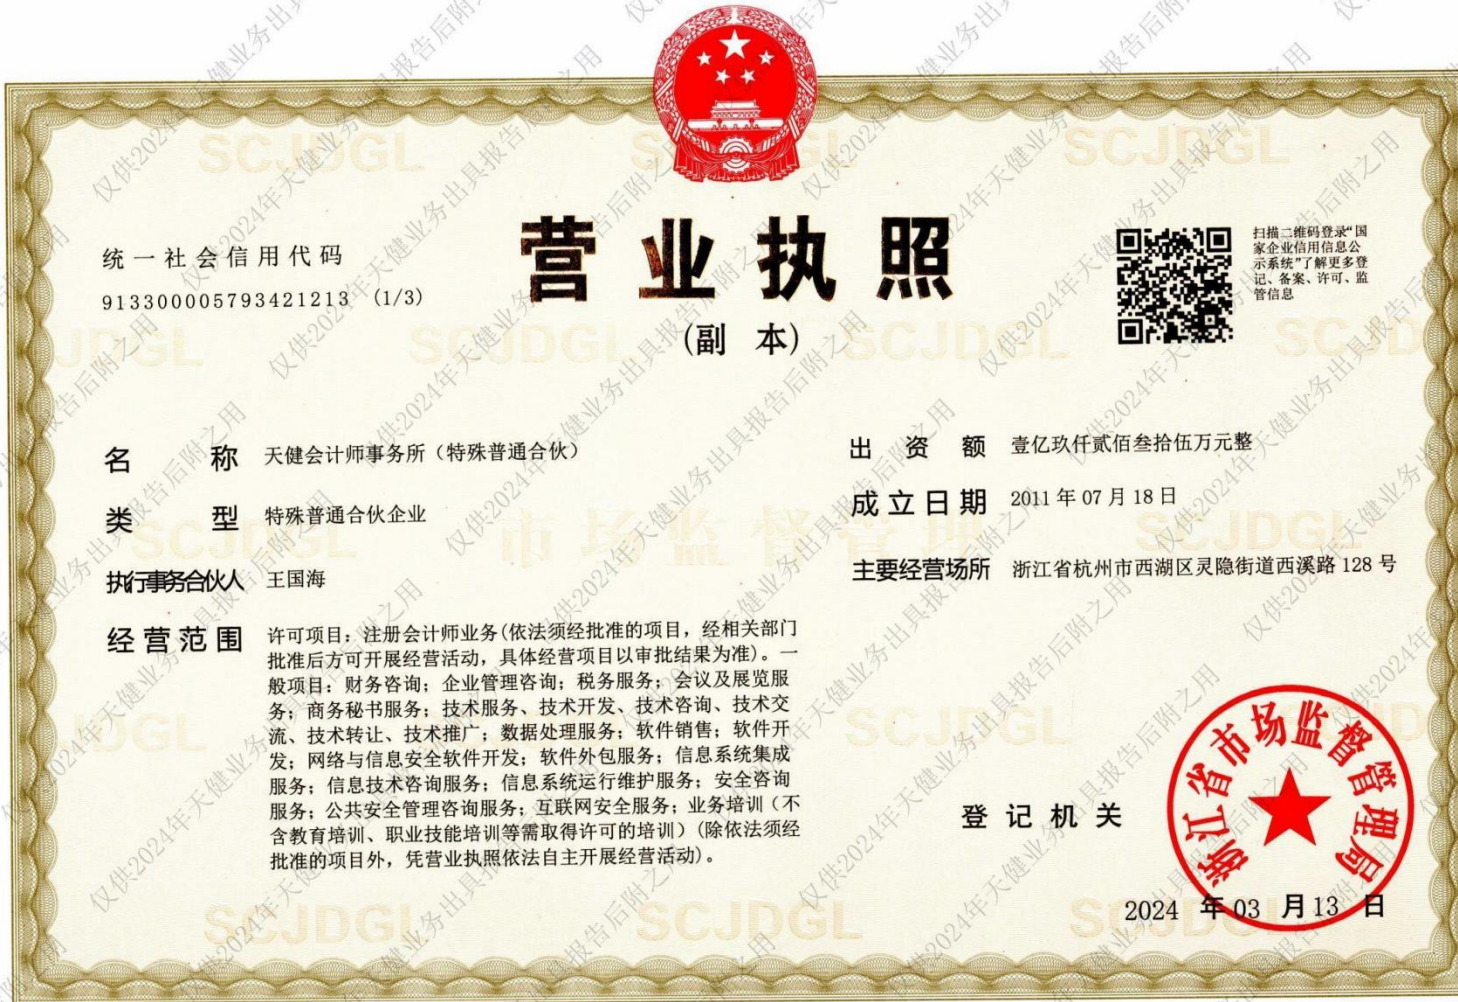 营业执照
(副 本)
统一社会信用代码
913300005793421213 (1/3)
扫描二维码登录“国
家企业信用信息公
示系统”了解更多登
记、备案、许可、监
管信息
名 称 天健会计师事务所（特殊普通合伙）
类 型 特殊普通合伙企业
执行事务合伙人 王国海
经营范围 许可项目：注册会计师业务(依法须经批准的项目，经相关部门
批准后方可开展经营活动，具体经营项目以审批结果为准)。一
般项目：财务咨询；企业管理咨询；税务服务；会议及展览服
务；商务秘书服务；技术服务、技术开发、技术咨询、技术交
流、技术转让、技术推广；数据处理服务；软件销售；软件开
发；网络与信息安全软件开发；软件外包服务；信息系统集成
服务；信息技术咨询服务；信息系统运行维护服务；安全咨询
服务；公共安全管理咨询服务；互联网安全服务；业务培训（不
含教育培训、职业技能培训等需取得许可的培训）(除依法须经
批准的项目外，凭营业执照依法自主开展经营活动)。
出 资 额 壹亿玖仟贰佰叁拾伍万元整
成立日期 2011年07月18日
主要经营场所 浙江省杭州市西湖区灵隐街道西溪路128号
登记机关
浙江省市场监督管理局
2024 年 03 月 13 日
市场监督管理
SCJDGL
仅供2024年天健业务出具报告后附之用